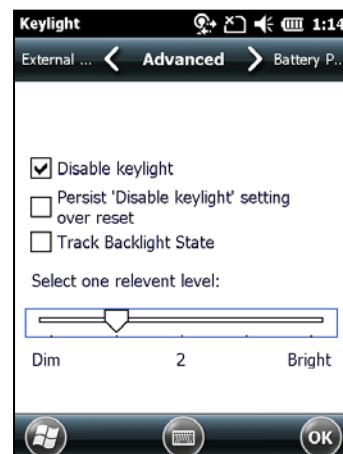 Keylight 1:14
External ... Advanced Battery P..
Disable keylight
Persist 'Disable keylight' setting
over reset
Track Backlight State
Select one relevent level:
Dim 2 Bright
OK